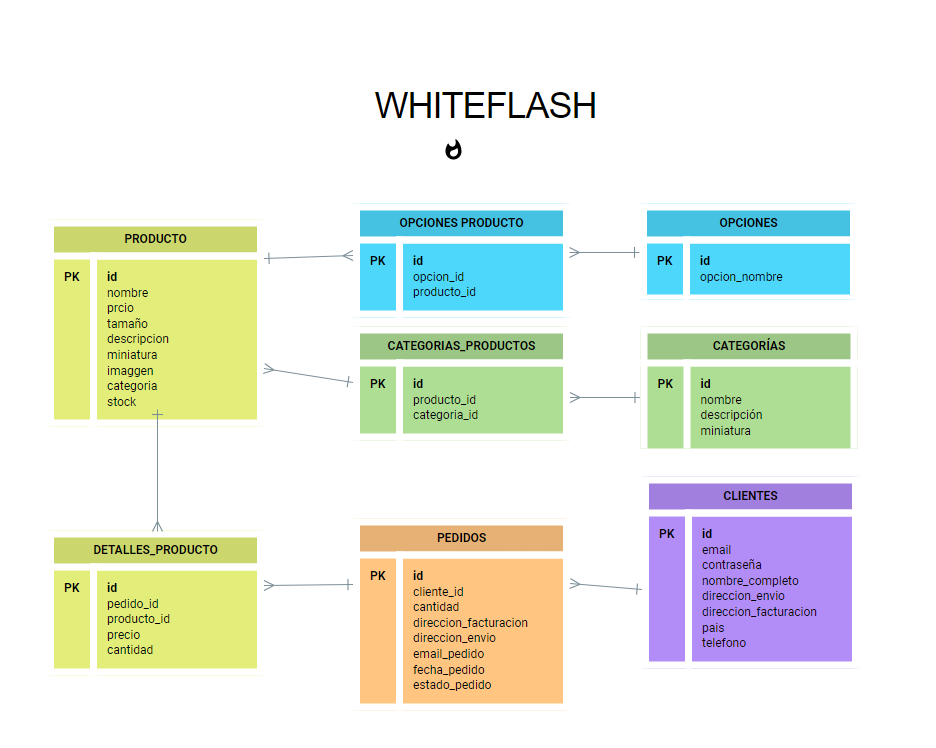 WHITEFLASH
PRODUCTO
PK
id
nombre
prcio
tamaño
descripcion
miniatura
imaggen
categoria
stock
OPCIONES PRODUCTO
PK
id
opcion_id
producto_id
OPCIONES
PK
id
opcion_nombre
CATEGORIAS_PRODUCTOS
PK
id
producto_id
categoria_id
CATEGORÍAS
PK
id
nombre
descripción
miniatura
DETALLES_PRODUCTO
PK
id
pedido_id
producto_id
precio
cantidad
PEDIDOS
PK
id
cliente_id
cantidad
direccion_facturacion
direccion_envio
email_pedido
fecha_pedido
estado_pedido
CLIENTES
PK
id
email
contraseña
nombre_completo
direccion_envio
direccion_facturacion
pais
telefono